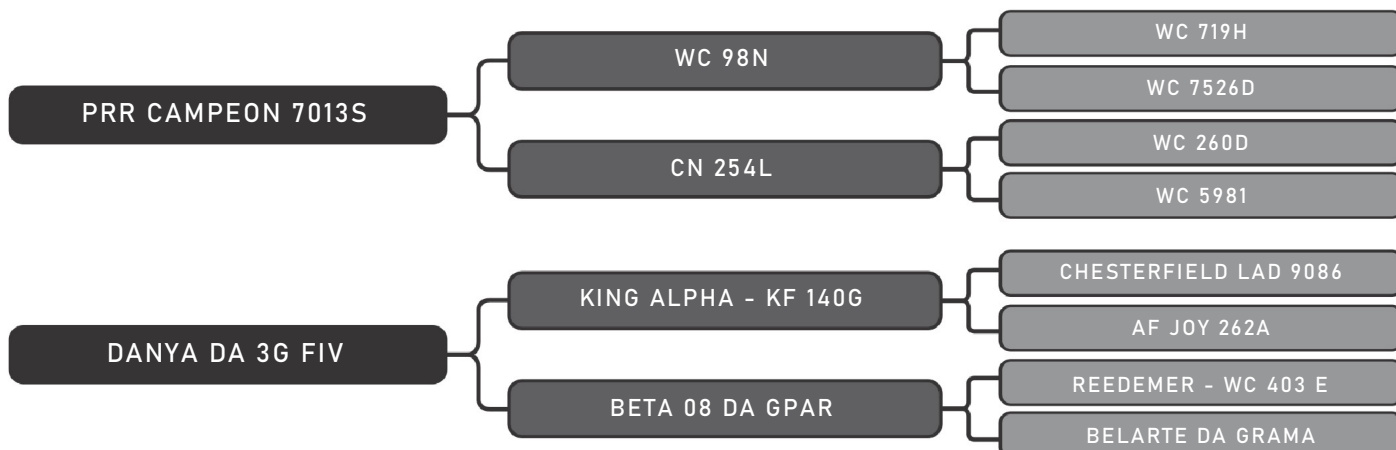 PRR CAMPEON 7013S
WC 98N
CN 254L
WC 719H
WC 7526D
WC 260D
WC 5981
DANYA DA 3G FIV
KING ALPHA - KF 140G
BETA 08 DA GPAR
CHESTERFIELD LAD 9086
AF JOY 262A
REEDEMER - WC 403 E
BELARTE DA GRAMA